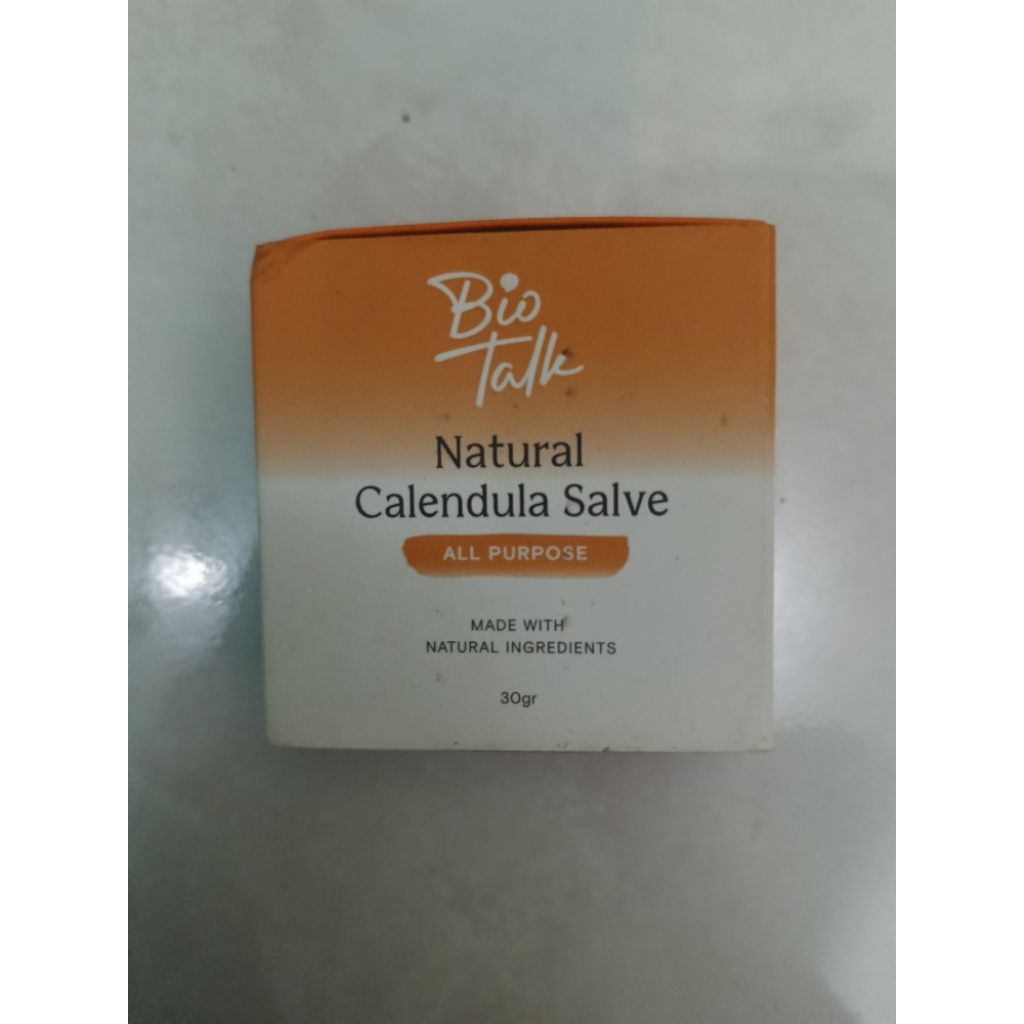 Bio
Talk
Natural
Calendula Salve
ALL PURPOSE
MADE WITH
NATURAL INGREDIENTS
30gr